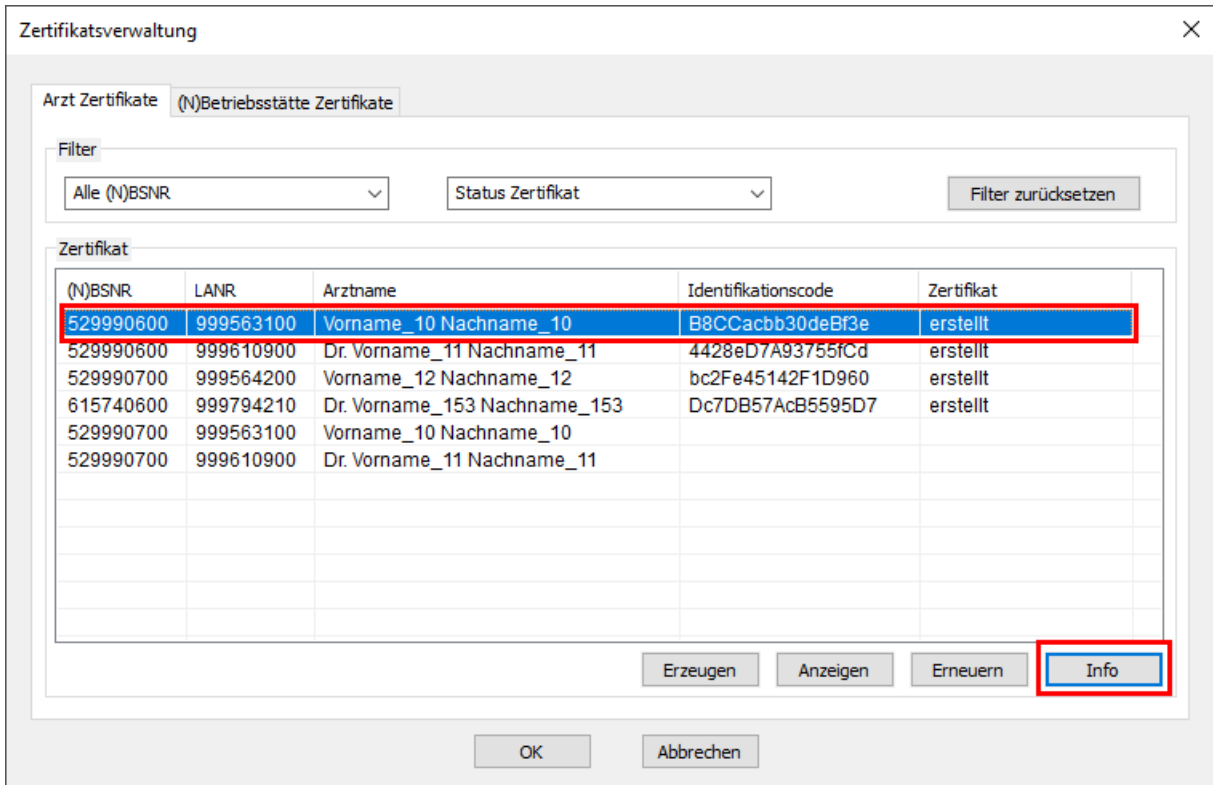 Zertifikatsverwaltung
Arzt Zertifikate (N)Betriebsstätte Zertifikate
Filter
Alle (N)BSNR Status Zertifikat Filter zurücksetzen
Zertifikat
(N)BSNR LANR Arztname Identifikationscode Zertifikat
529990600 999563100 Vorname_10 Nachname_10 B8CCacbb30deBf3e erstellt
529990600 999610900 Dr. Vorname_11 Nachname_11 4428eD7A93755fCd erstellt
529990700 999564200 Vorname_12 Nachname_12 bc2Fe45142F1D960 erstellt
615740600 999794210 Dr. Vorname_153 Nachname_153 Dc7DB57AcB5595D7 erstellt
529990700 999563100 Vorname_10 Nachname_10
529990700 999610900 Dr. Vorname_11 Nachname_11
Erzeugen Anzeigen Erneuern Info
OK Abbrechen